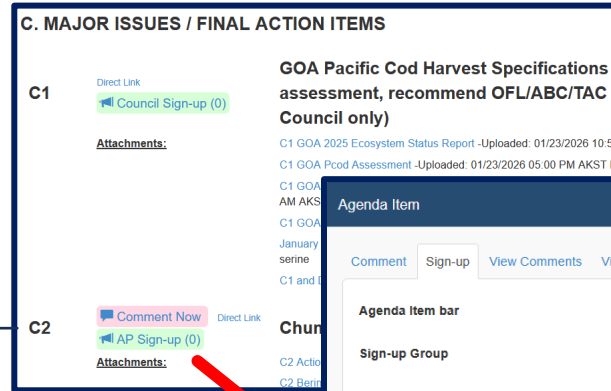 C. MAJOR ISSUES / FINAL ACTION ITEMS
C1
Direct Link
Council Sign-up (0)
GOA Pacific Cod Harvest Specifications
assessment, recommend OFL/ABC/TAC
Council only)
Attachments:
C1 GOA 2025 Ecosystem Status Report -Uploaded: 01/23/2026 10:5
C1 GOA Pcod Assessment -Uploaded: 01/23/2026 05:00 PM AKST
C1 GOA
AM AKS
C1 GOA
January
serine
C1 and
Agenda Item
Comment
Sign-up
View Comments
Agenda Item bar
Sign-up Group
C2
Comment Now
Direct Link
AP Sign-up (0)
Chum
Attachments:
C2 Actio
C2 Berin